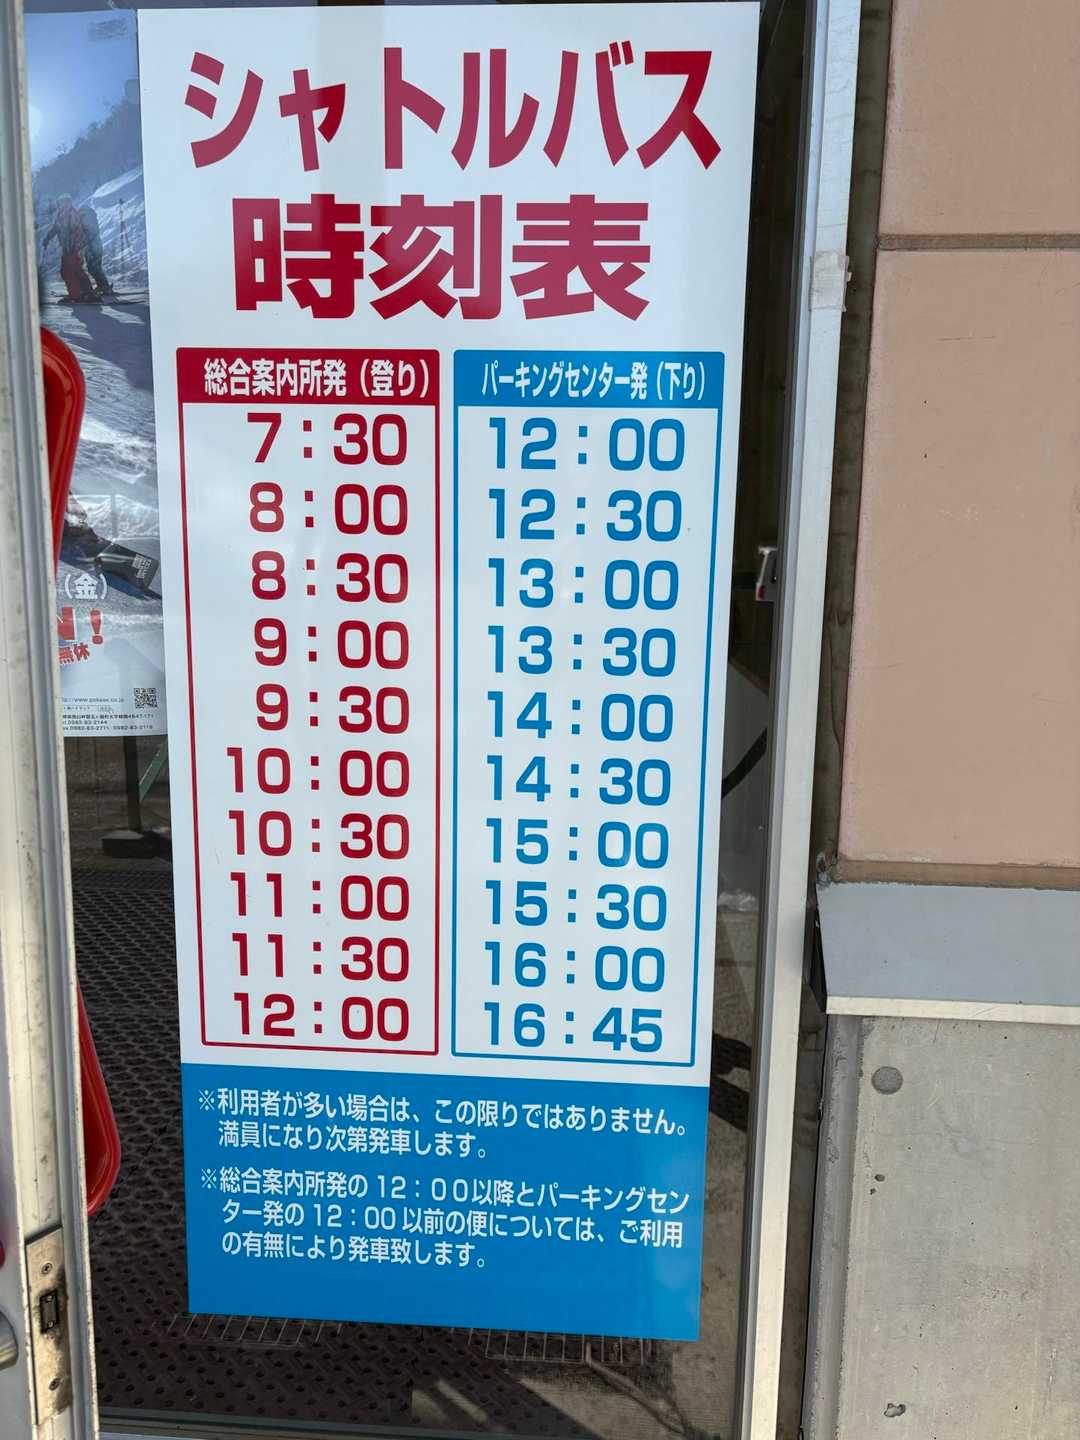 シャトルバス
時刻表
総合案内所発（登り）
7：30
8：00
8：30
9：00
9：30
10：00
10：30
11：00
11：30
12：00
パーキングセンター発（下り）
12：00
12：30
13：00
13：30
14：00
14：30
15：00
15：30
16：00
16：45
※利用者が多い場合は、この限りではありません。
満員になり次第発車します。
※総合案内所発の12：00以降とパーキングセン
ター発の12：00以前の便については、ご利用
の有無により発車致します。
（金）
！
無料